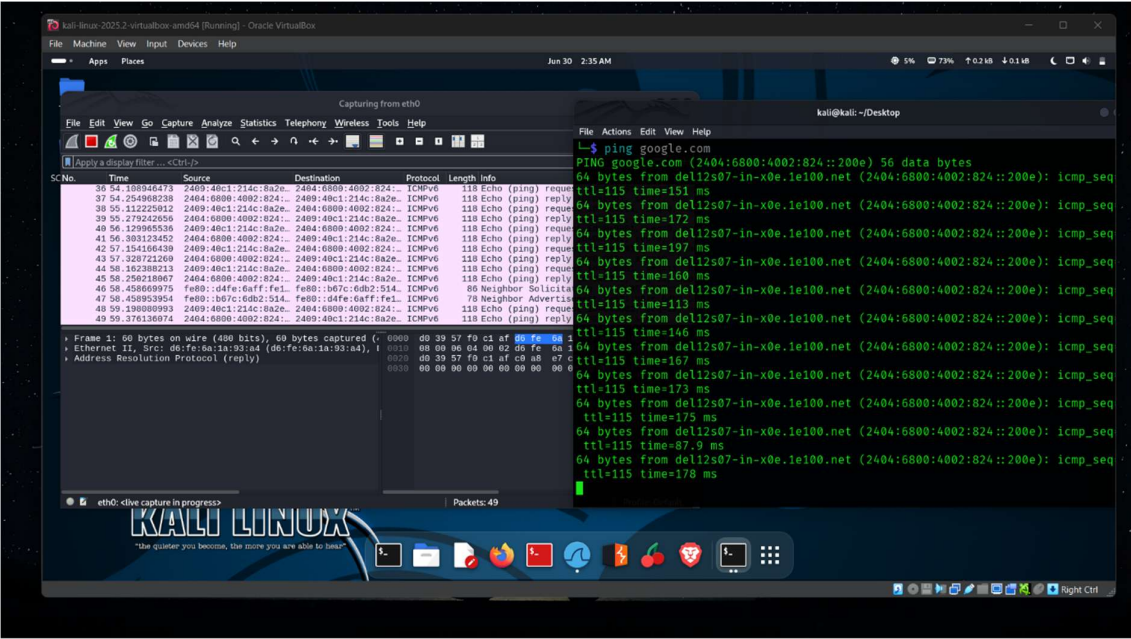 kali-linux-2025.2-virtualbox-amd64 [Running] - Oracle VirtualBox
File Machine View Input Devices Help
Apps Places Jun 30 2:35 AM 5% 73% ↑0.2 kB ↓0.1 kB
Capturing from eth0
File Edit View Go Capture Analyze Statistics Telephony Wireless Tools Help
Apply a display filter ... <Ctrl-/>
No. Time Source Destination Protocol Length Info
36 54.108946473 2409:40c1:214c:8a2e… 2404:6800:4002:824:… ICMPv6 118 Echo (ping) reque
37 54.254968238 2404:6800:4002:824:… 2409:40c1:214c:8a2e… ICMPv6 118 Echo (ping) reply
38 55.112225012 2409:40c1:214c:8a2e… 2404:6800:4002:824:… ICMPv6 118 Echo (ping) reque
39 55.279242656 2404:6800:4002:824:… 2409:40c1:214c:8a2e… ICMPv6 118 Echo (ping) reply
40 56.129965536 2409:40c1:214c:8a2e… 2404:6800:4002:824:… ICMPv6 118 Echo (ping) reque
41 56.303123452 2404:6800:4002:824:… 2409:40c1:214c:8a2e… ICMPv6 118 Echo (ping) reply
42 57.154166430 2409:40c1:214c:8a2e… 2404:6800:4002:824:… ICMPv6 118 Echo (ping) reque
43 57.328721260 2404:6800:4002:824:… 2409:40c1:214c:8a2e… ICMPv6 118 Echo (ping) reply
44 58.162388213 2409:40c1:214c:8a2e… 2404:6800:4002:824:… ICMPv6 118 Echo (ping) reque
45 58.250218067 2404:6800:4002:824:… 2409:40c1:214c:8a2e… ICMPv6 118 Echo (ping) reply
46 58.458669975 fe80::d4fe:6aff:fe1… fe80::b67c:6db2:514… ICMPv6 86 Neighbor Solicita
47 58.458953954 fe80::b67c:6db2:514… fe80::d4fe:6aff:fe1… ICMPv6 78 Neighbor Advertis
48 59.198080993 2409:40c1:214c:8a2e… 2404:6800:4002:824:… ICMPv6 118 Echo (ping) reque
49 59.376136074 2404:6800:4002:824:… 2409:40c1:214c:8a2e… ICMPv6 118 Echo (ping) reply
Frame 1: 60 bytes on wire (480 bits), 60 bytes captured (
Ethernet II, Src: d6:fe:6a:1a:93:a4 (d6:fe:6a:1a:93:a4),
Address Resolution Protocol (reply)
0000 d0 39 57 f0 c1 af d6 fe 6a 1
0010 08 00 06 04 00 02 d6 fe 6a 1
0020 d0 39 57 f0 c1 af c0 a8 e7 c
0030 00 00 00 00 00 00 00 00 00 0
eth0: <live capture in progress> Packets: 49
kali@kali: ~/Desktop
File Actions Edit View Help
└─$ ping google.com
PING google.com (2404:6800:4002:824::200e) 56 data bytes
64 bytes from del12s07-in-x0e.1e100.net (2404:6800:4002:824::200e): icmp_seq
ttl=115 time=151 ms
64 bytes from del12s07-in-x0e.1e100.net (2404:6800:4002:824::200e): icmp_seq
ttl=115 time=172 ms
64 bytes from del12s07-in-x0e.1e100.net (2404:6800:4002:824::200e): icmp_seq
ttl=115 time=197 ms
64 bytes from del12s07-in-x0e.1e100.net (2404:6800:4002:824::200e): icmp_seq
ttl=115 time=160 ms
64 bytes from del12s07-in-x0e.1e100.net (2404:6800:4002:824::200e): icmp_seq
ttl=115 time=113 ms
64 bytes from del12s07-in-x0e.1e100.net (2404:6800:4002:824::200e): icmp_seq
ttl=115 time=146 ms
64 bytes from del12s07-in-x0e.1e100.net (2404:6800:4002:824::200e): icmp_seq
ttl=115 time=167 ms
64 bytes from del12s07-in-x0e.1e100.net (2404:6800:4002:824::200e): icmp_seq
ttl=115 time=173 ms
64 bytes from del12s07-in-x0e.1e100.net (2404:6800:4002:824::200e): icmp_seq
ttl=115 time=175 ms
64 bytes from del12s07-in-x0e.1e100.net (2404:6800:4002:824::200e): icmp_seq
ttl=115 time=87.9 ms
64 bytes from del12s07-in-x0e.1e100.net (2404:6800:4002:824::200e): icmp_seq
ttl=115 time=178 ms
KALI LINUX
"the quieter you become, the more you are able to hear"
Right Ctrl